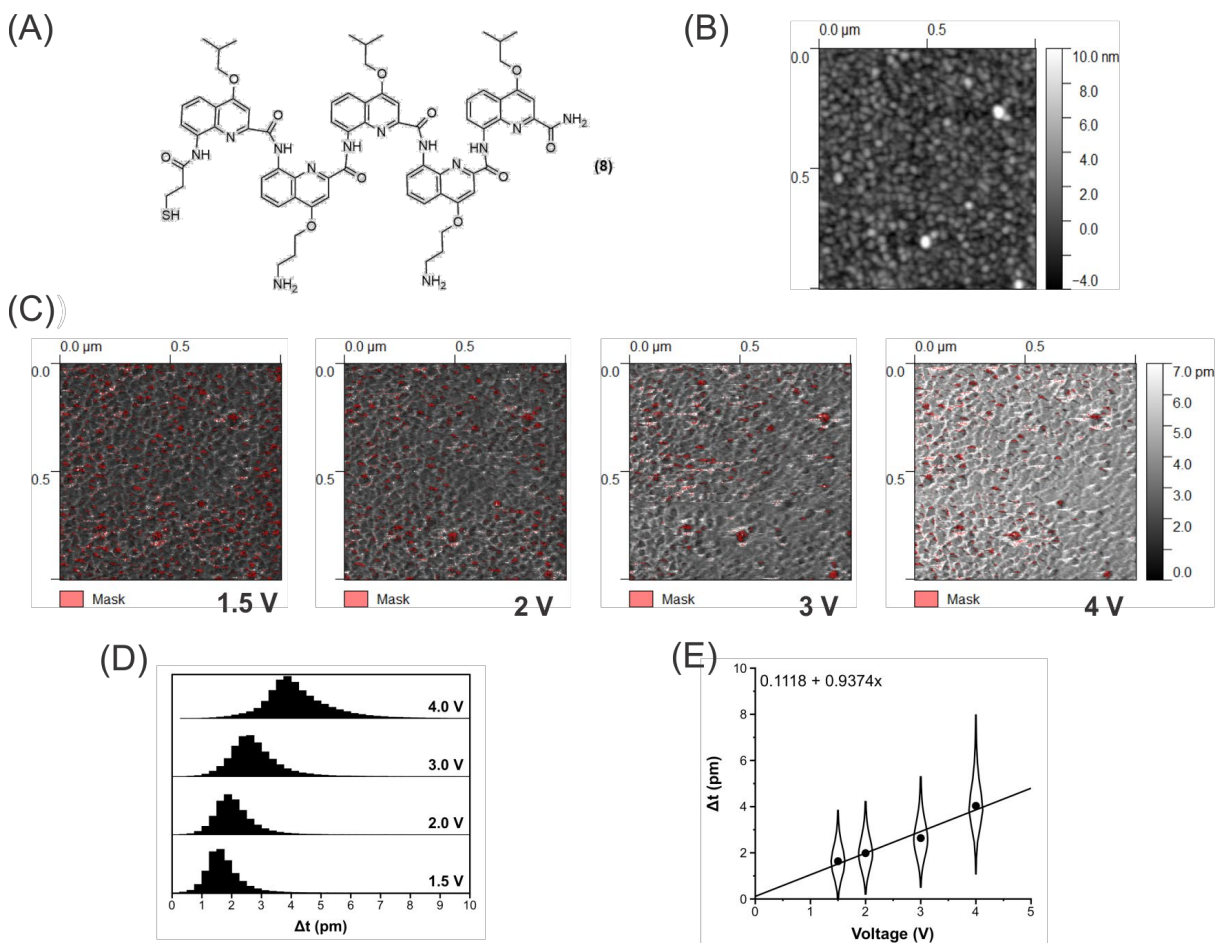 (A)
O
O
O
N
O
NH
O
NH
SH
N
O
NH
O
NH2
N
O
NH
N
O
O
NH2
HN
N
O
NH2
O
(8)
(B)
0.0 µm 0.5
0.0
0.5
10.0 nm
8.0
6.0
4.0
2.0
0.0
−4.0
(C)
0.0 µm 0.5
0.0
0.5
Mask 1.5 V
0.0 µm 0.5
0.0
0.5
Mask 2 V
0.0 µm 0.5
0.0
0.5
Mask 3 V
0.0 µm 0.5
0.0
0.5
Mask 4 V
7.0 pm
6.0
5.0
4.0
3.0
2.0
0.0
(D)
4.0 V
3.0 V
2.0 V
1.5 V
0 1 2 3 4 5 6 7 8 9 10
Δt (pm)
(E)
0.1118 + 0.9374x
10
8
6
4
2
0
Δt (pm)
0 1 2 3 4 5
Voltage (V)